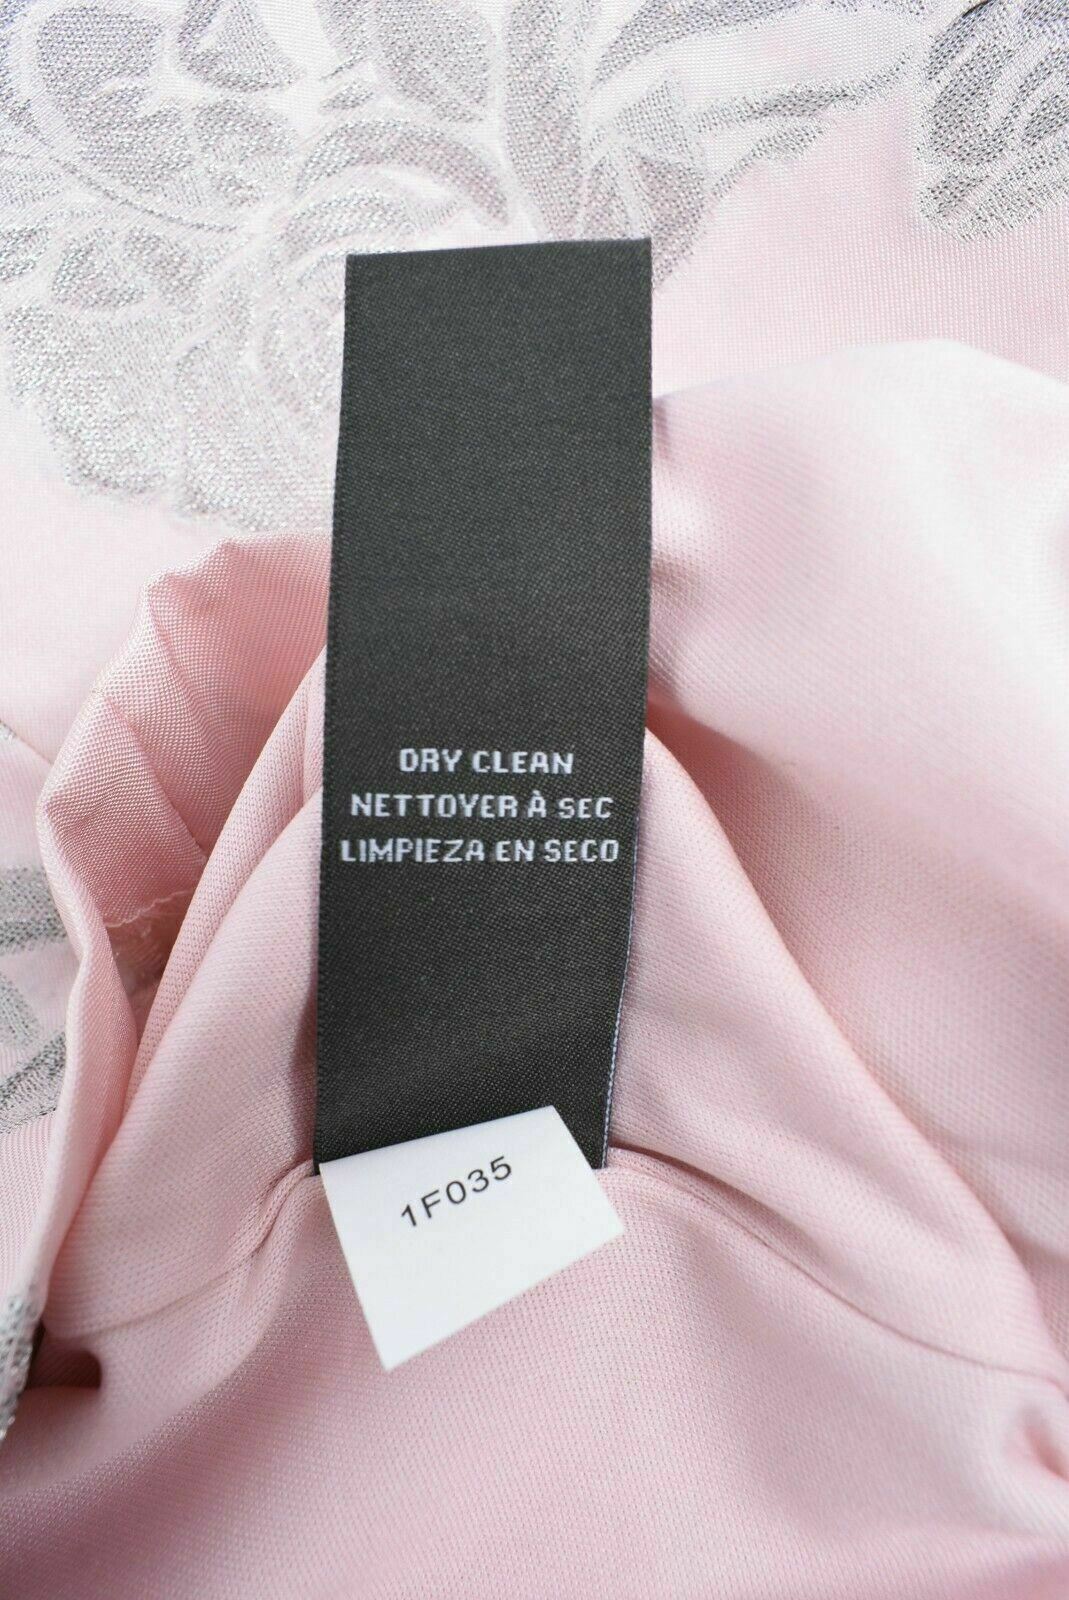 DRY CLEAN
NETTOYER À SEC
LIMPIEZA EN SECO
1F035